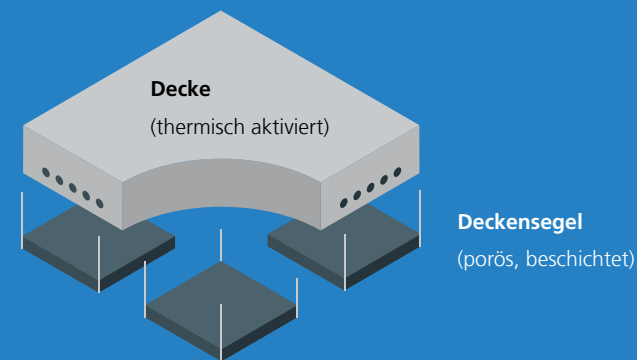 Decke
(thermisch aktiviert)
Deckensegel
(porös, beschichtet)